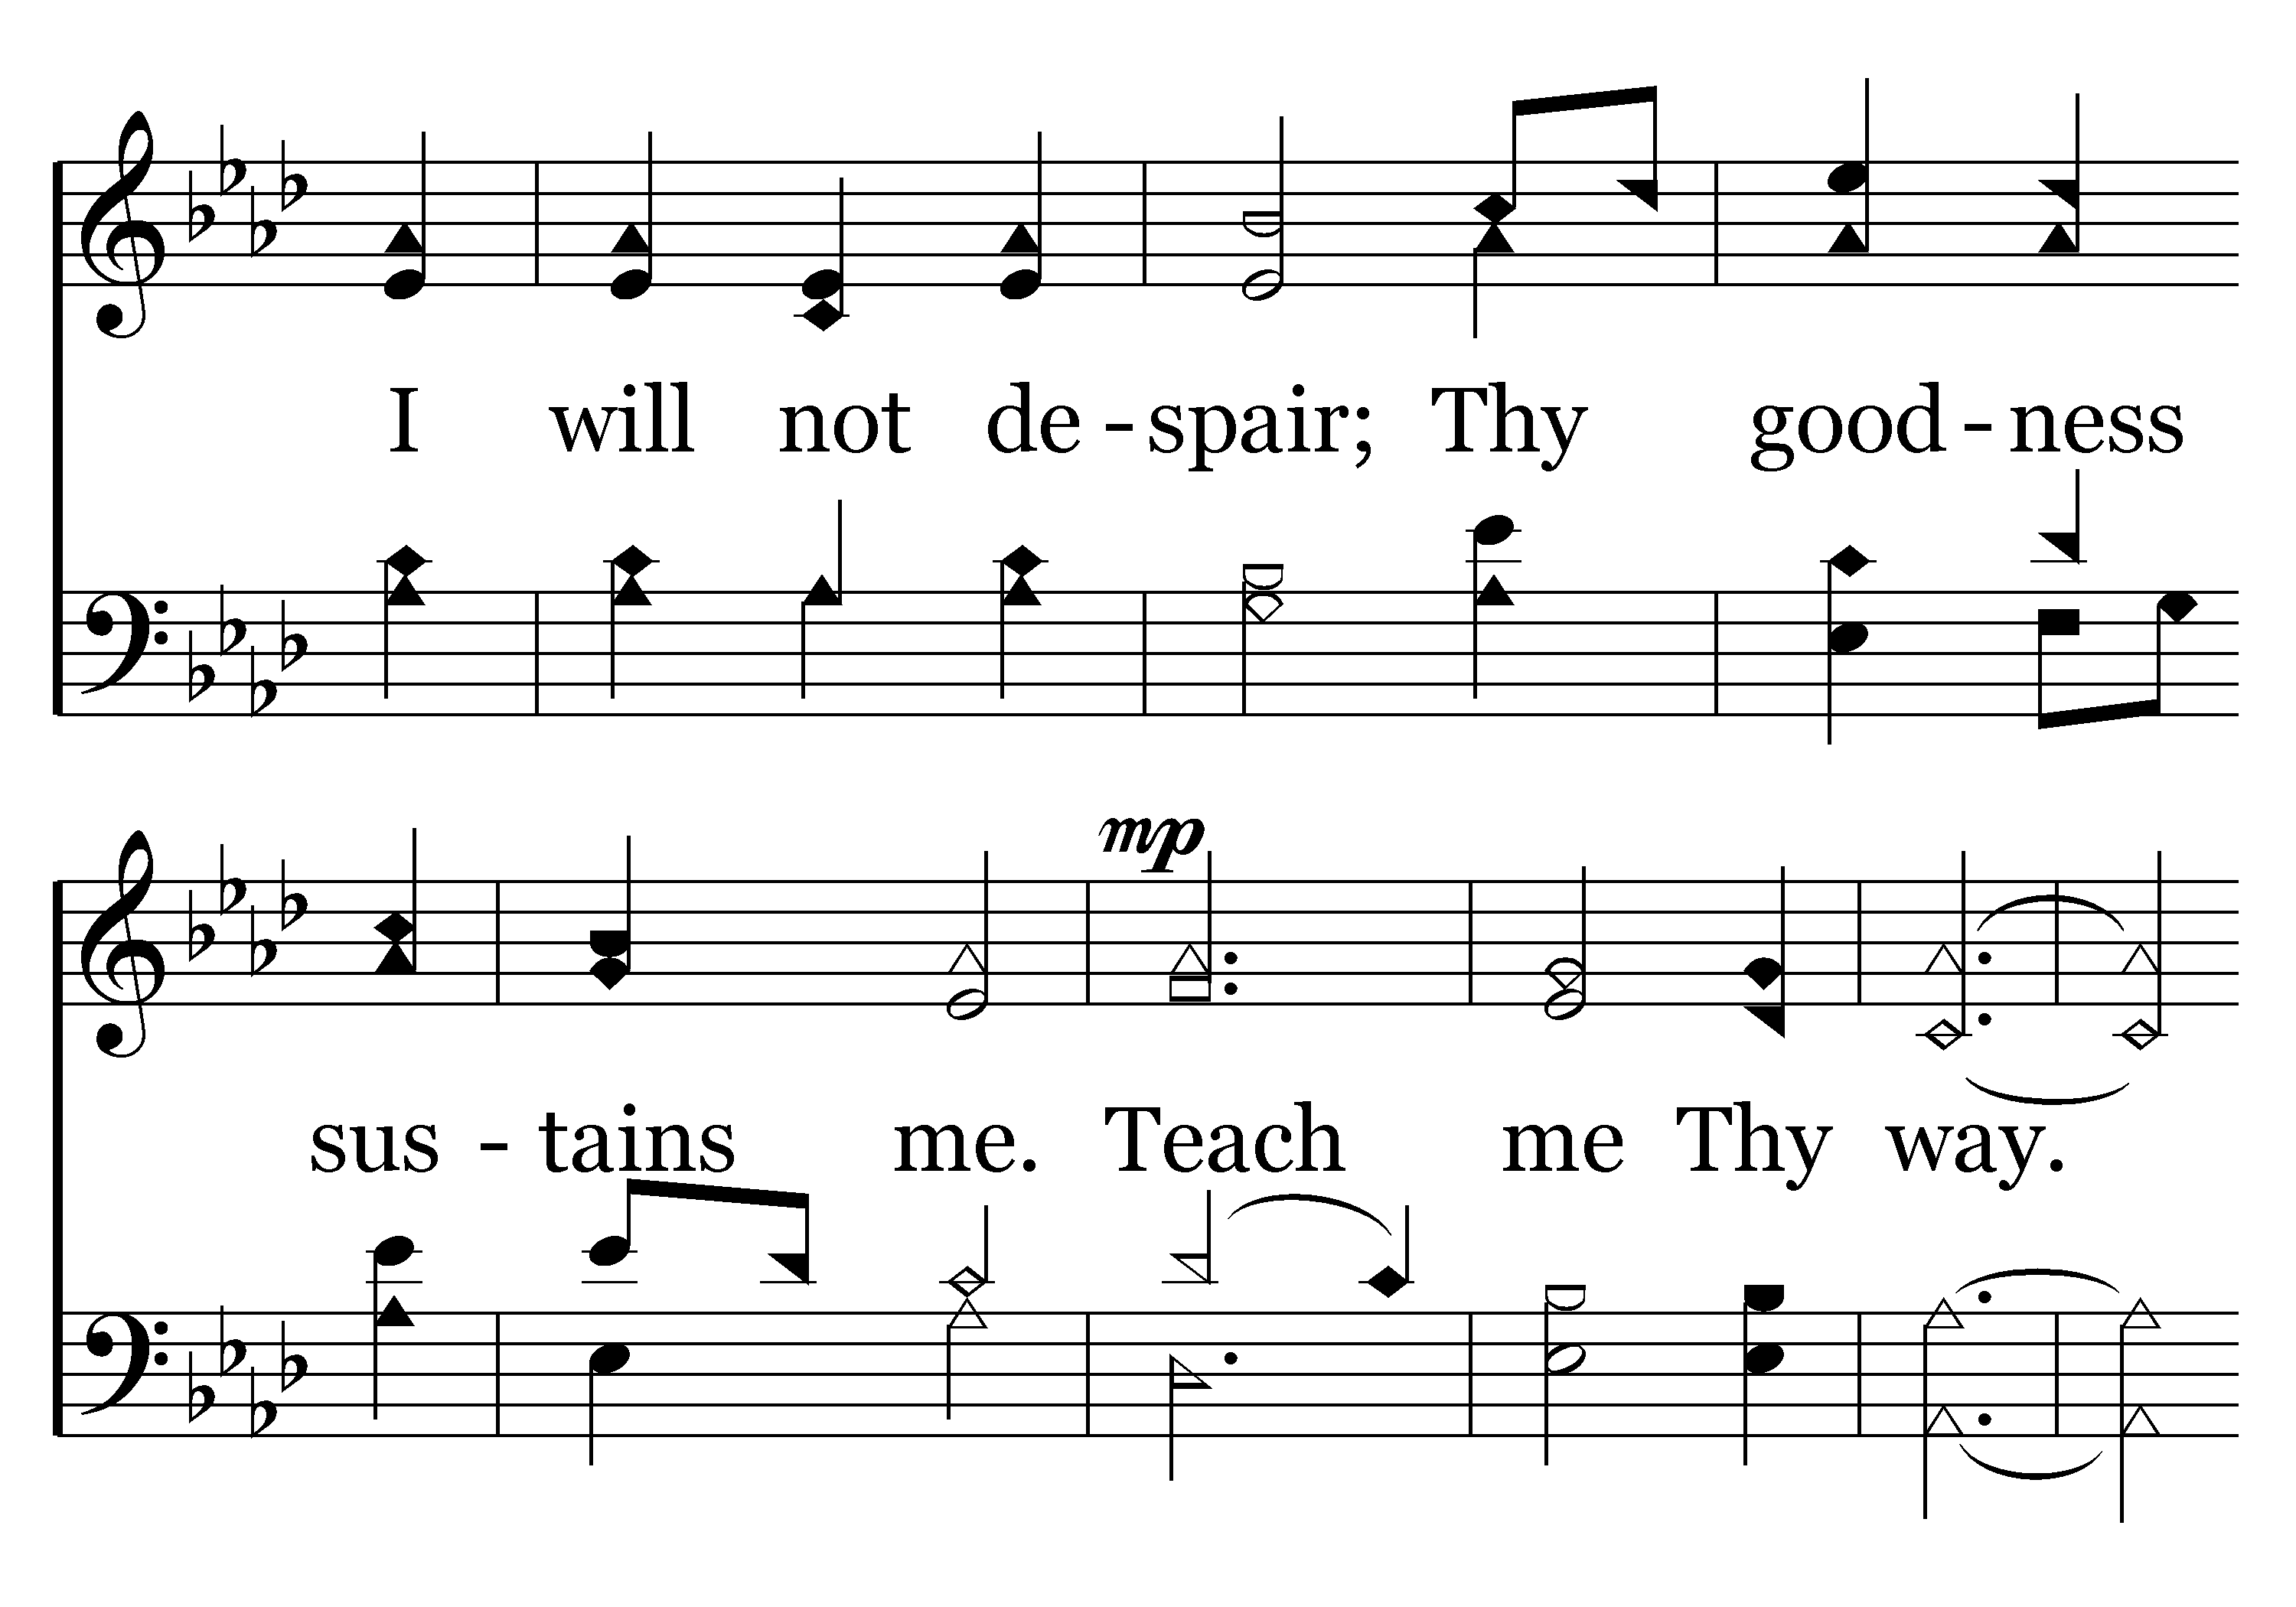 I will not de - spair; Thy good - ness
mp
sus - tains me. Teach me Thy way.